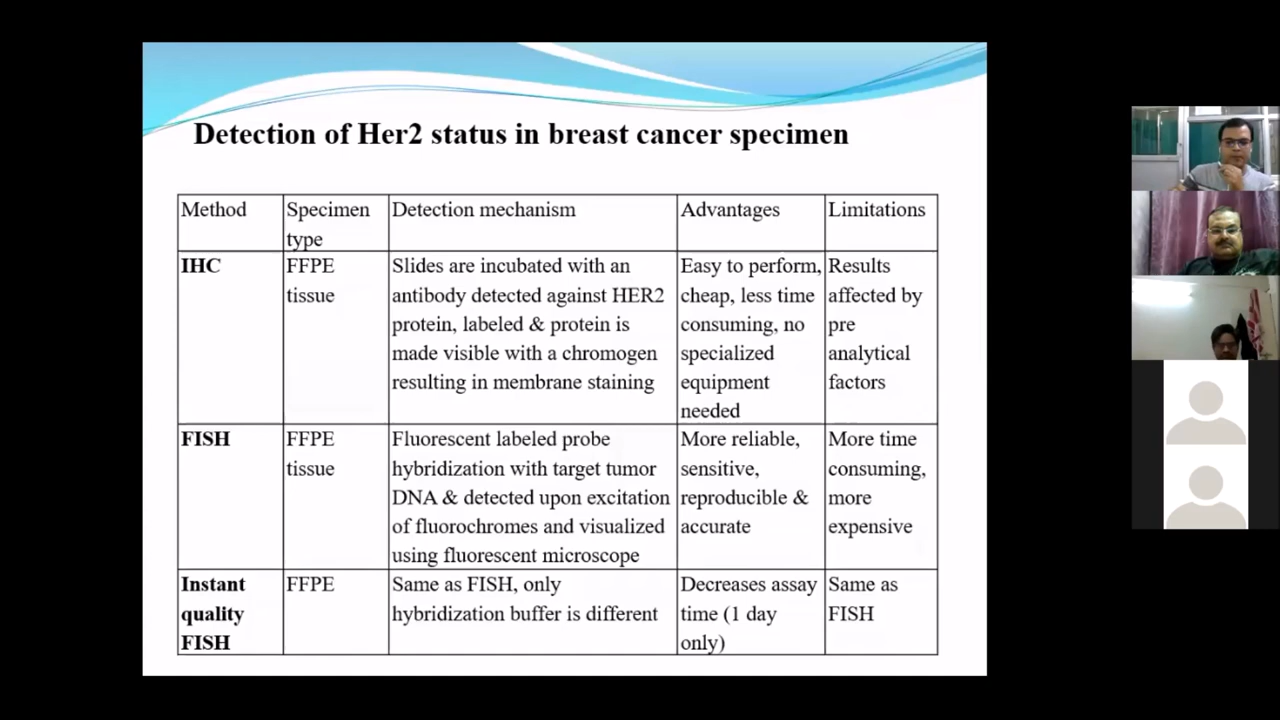 Detection of Her2 status in breast cancer specimen
Method
Specimen
type
Detection mechanism
Advantages
Limitations
IHC
FFPE
tissue
Slides are incubated with an
antibody detected against HER2
protein, labeled & protein is
made visible with a chromogen
resulting in membrane staining
Easy to perform,
cheap, less time
consuming, no
specialized
equipment
needed
Results
affected by
pre
analytical
factors
FISH
FFPE
tissue
Fluorescent labeled probe
hybridization with target tumor
DNA & detected upon excitation
of fluorochromes and visualized
using fluorescent microscope
More reliable,
sensitive,
reproducible &
accurate
More time
consuming,
more
expensive
Instant
quality
FISH
FFPE
Same as FISH, only
hybridization buffer is different
Decreases assay
time (1 day
only)
Same as
FISH